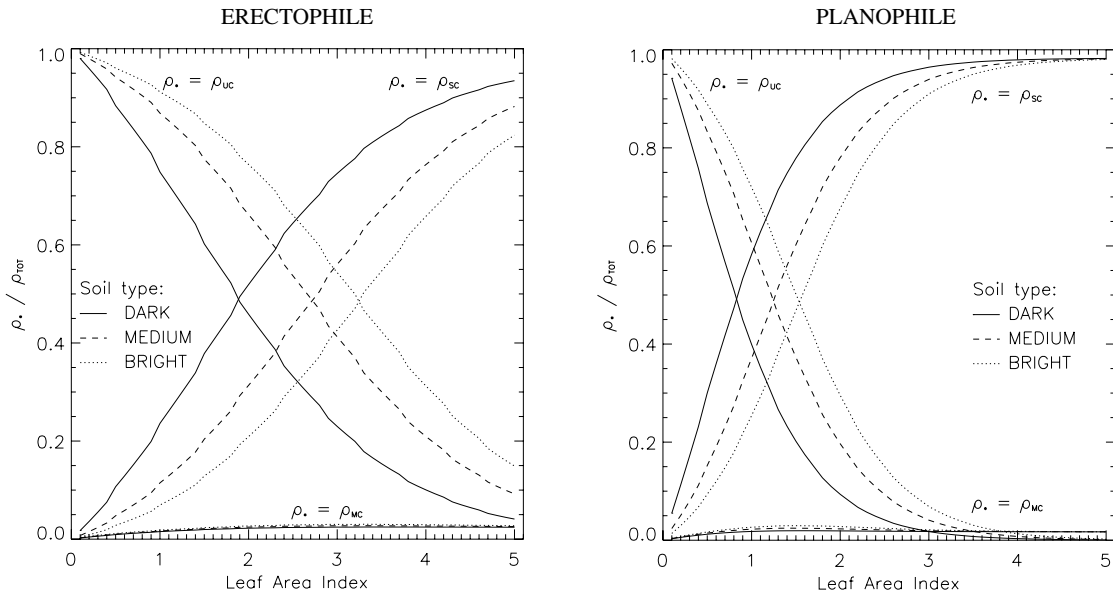 ERECTOPHILE
1.0
0.8
0.6
0.4
0.2
0.0
ρ• / ρTOT
ρ• = ρUC
ρ• = ρSC
Soil type:
DARK
MEDIUM
BRIGHT
ρ• = ρMC
0 1 2 3 4 5
Leaf Area Index
PLANOPHILE
1.0
0.8
0.6
0.4
0.2
0.0
ρ• / ρTOT
ρ• = ρUC
ρ• = ρSC
Soil type:
DARK
MEDIUM
BRIGHT
ρ• = ρMC
0 1 2 3 4 5
Leaf Area Index